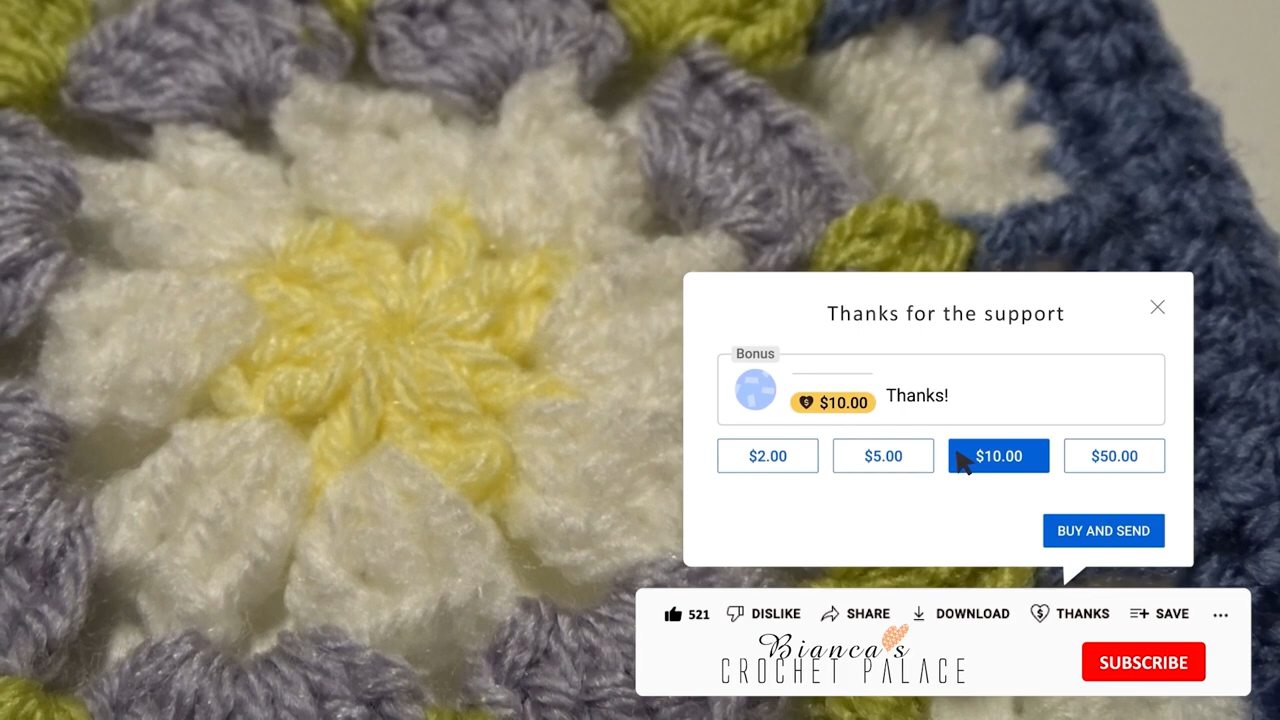 Thanks for the support
Bonus
$10.00 Thanks!
$2.00 $5.00 $10.00 $50.00
BUY AND SEND
521 DISLIKE SHARE DOWNLOAD THANKS SAVE
Bianca's
CROCHET PALACE
SUBSCRIBE